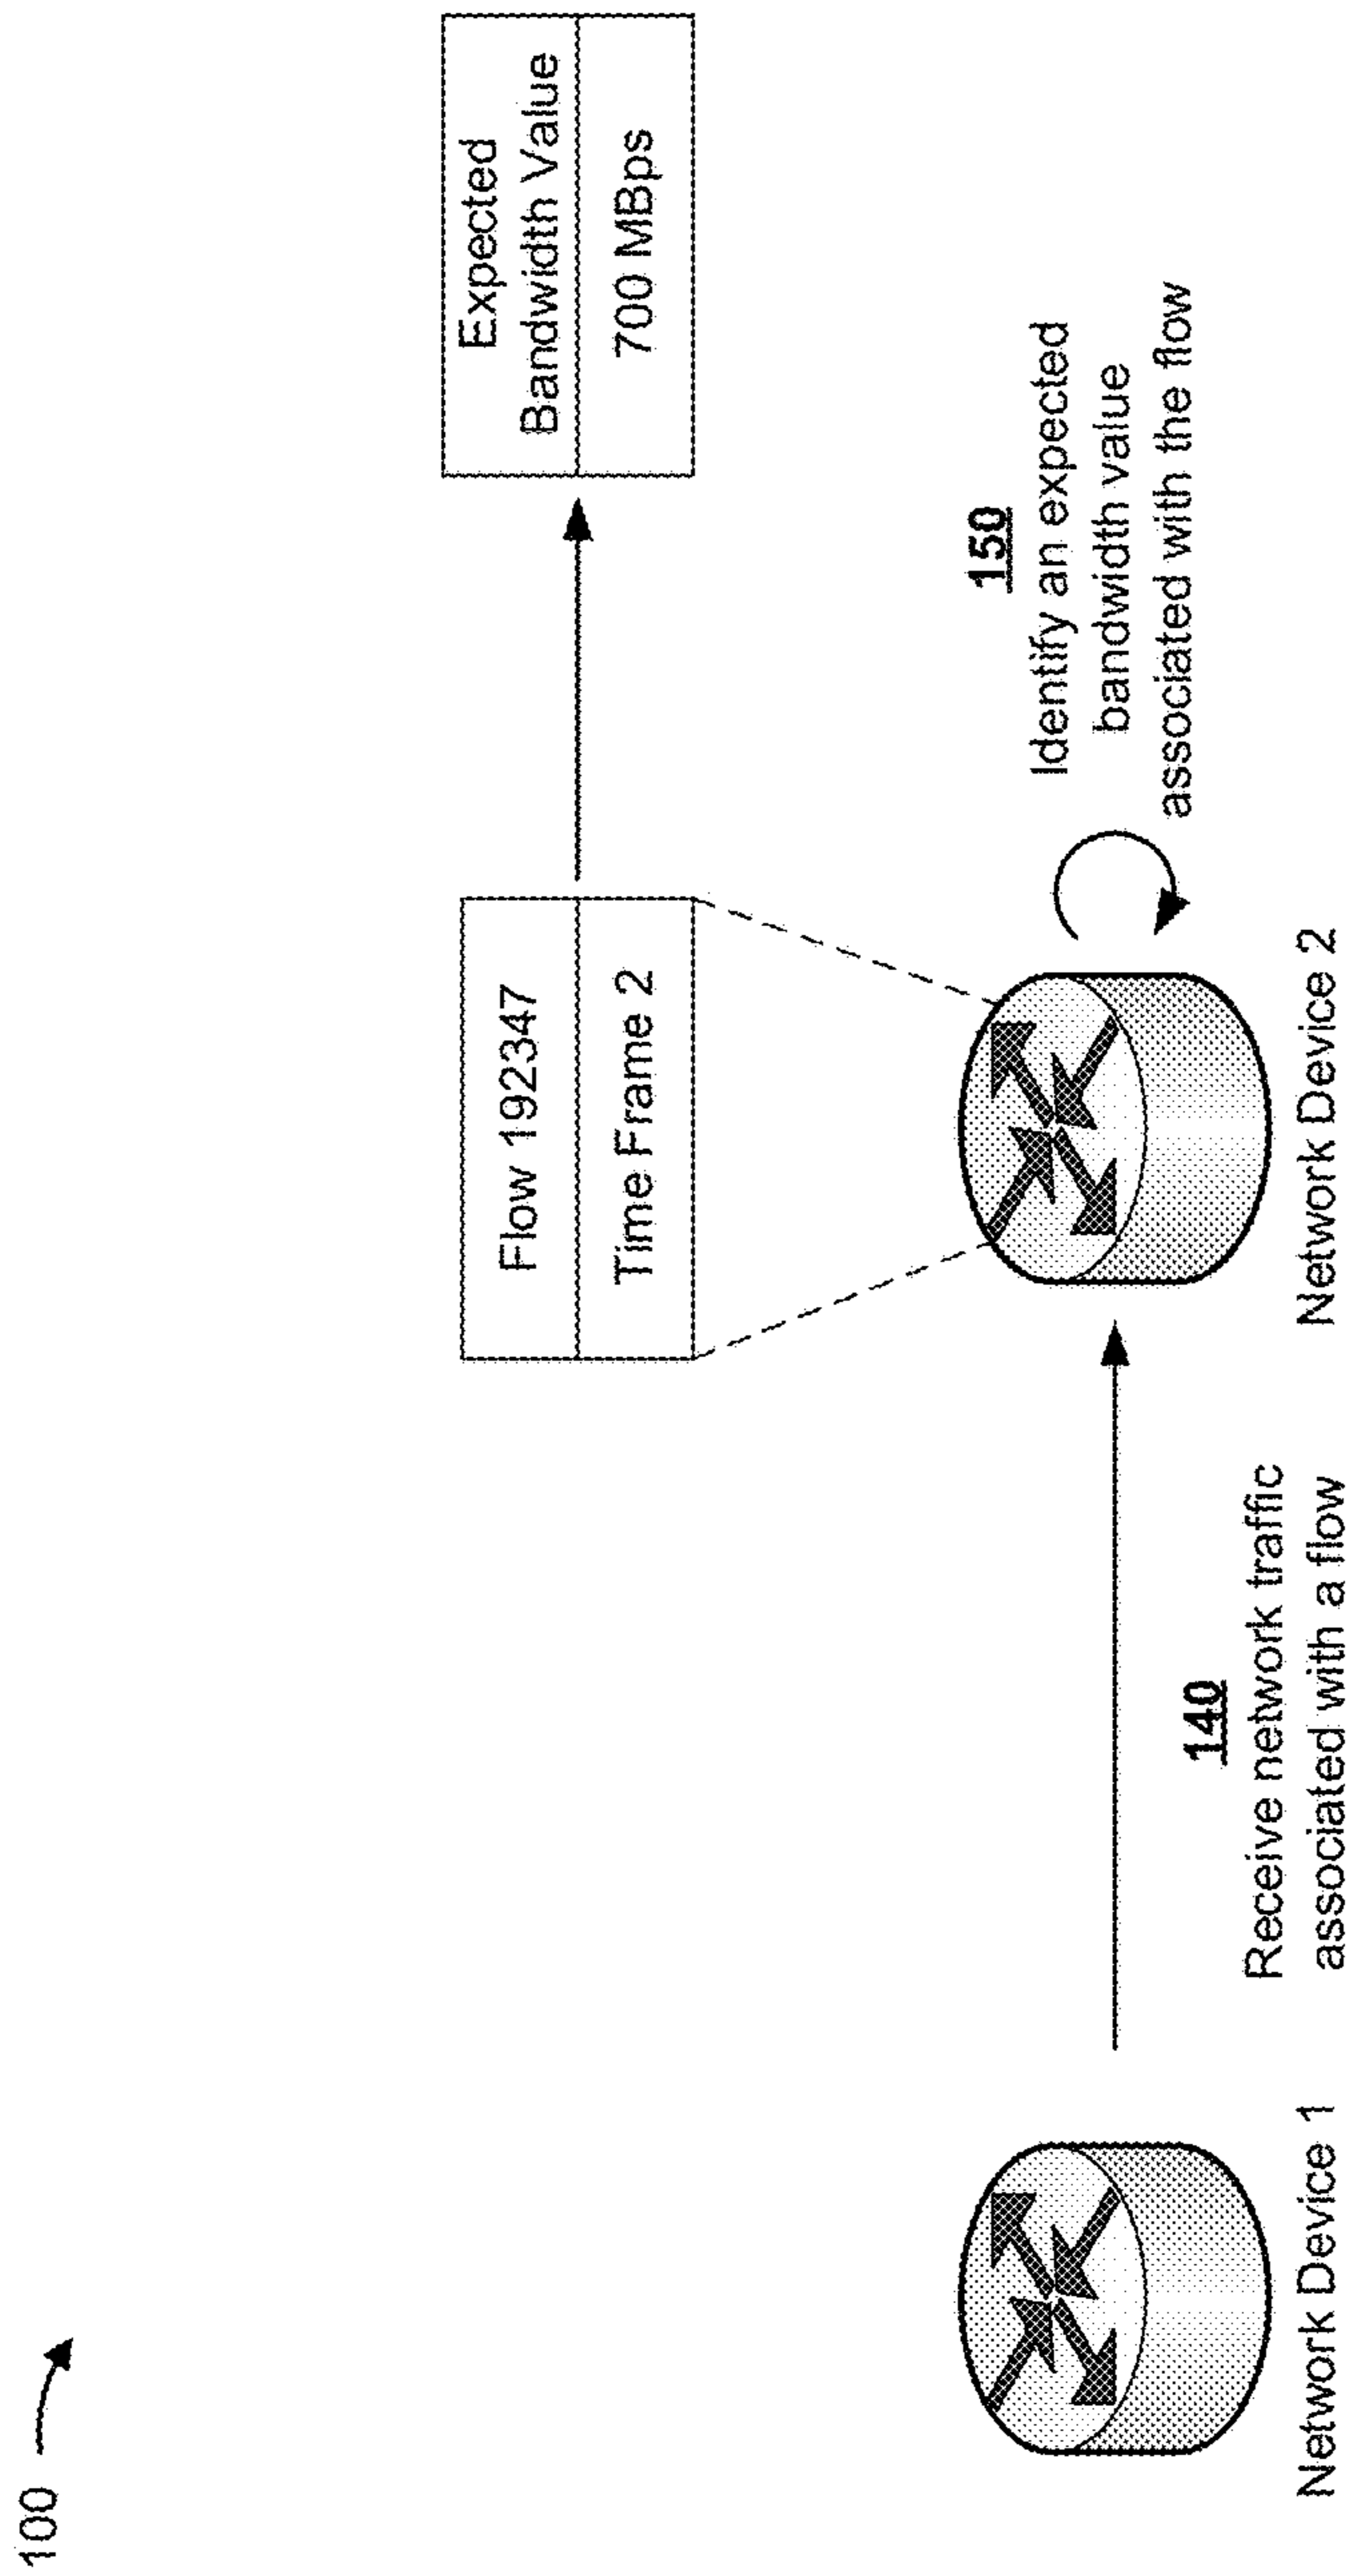 100
Flow 192347
Time Frame 2
Expected
Bandwidth Value
700 MBps
150
Identify an expected
bandwidth value
associated with the flow
140
Receive network traffic
associated with a flow
Network Device 1
Network Device 2